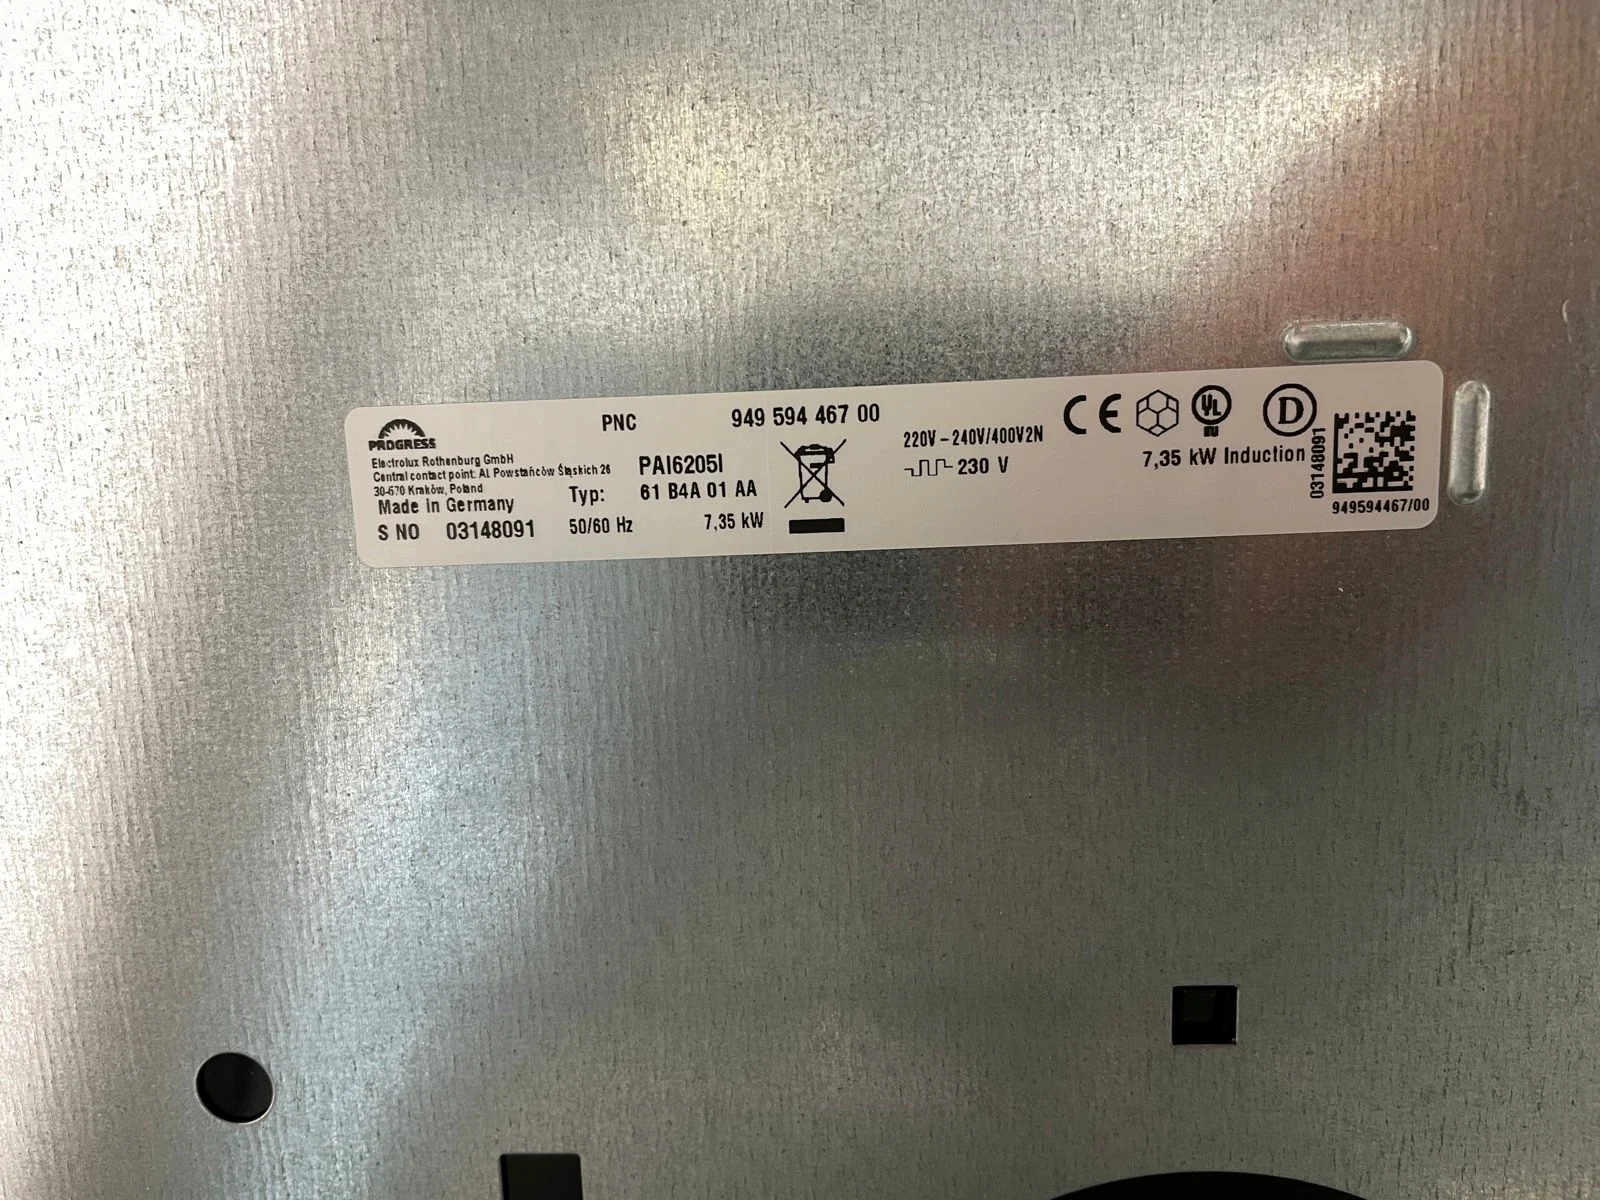 PROGRESS
Electrolux Rothenburg GmbH
Central contact point: Al. Powstańców Śląskich 26
30-570 Kraków, Poland
Made in Germany
S NO 03148091
PNC 949 594 467 00
PAI6205I
Typ: 61 B4A 01 AA
50/60 Hz 7,35 kW
220V-240V/400V2N
230 V
CE
UL
D
7,35 kW Induction
03148091
949594467/00